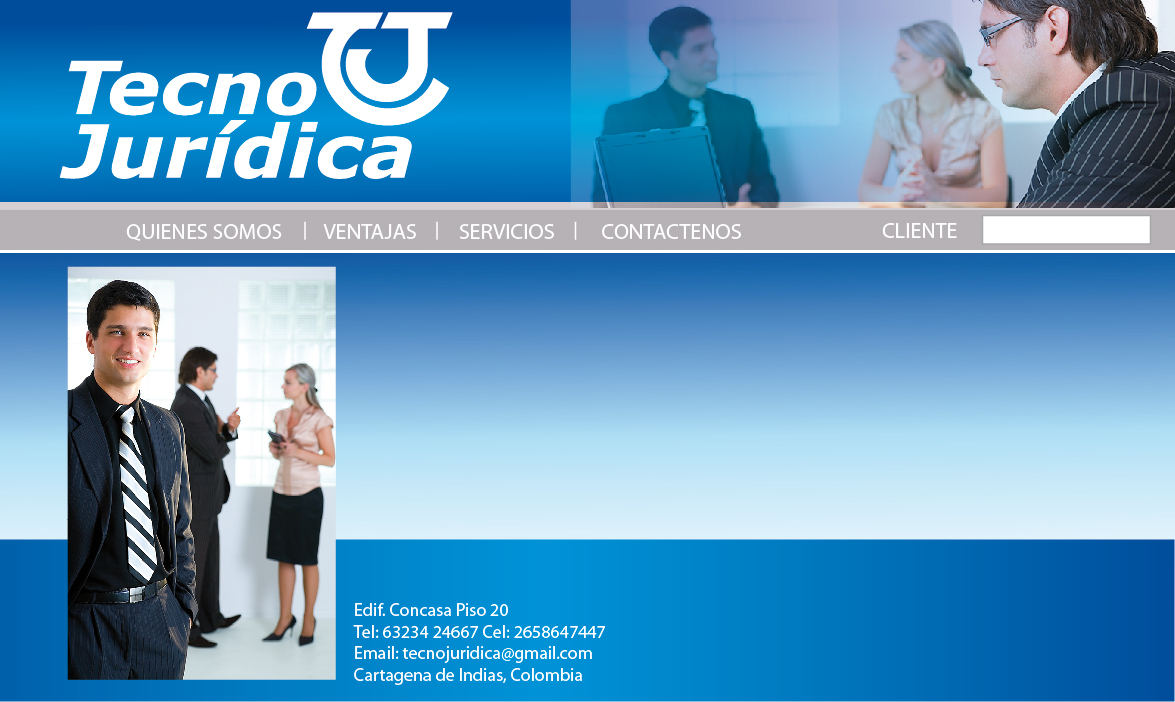 Tecno
Jurídica
QUIENES SOMOS | VENTAJAS | SERVICIOS | CONTACTENOS
CLIENTE
Edif. Concasa Piso 20
Tel: 63234 24667 Cel: 2658647447
Email: tecnojuridica@gmail.com
Cartagena de Indias, Colombia